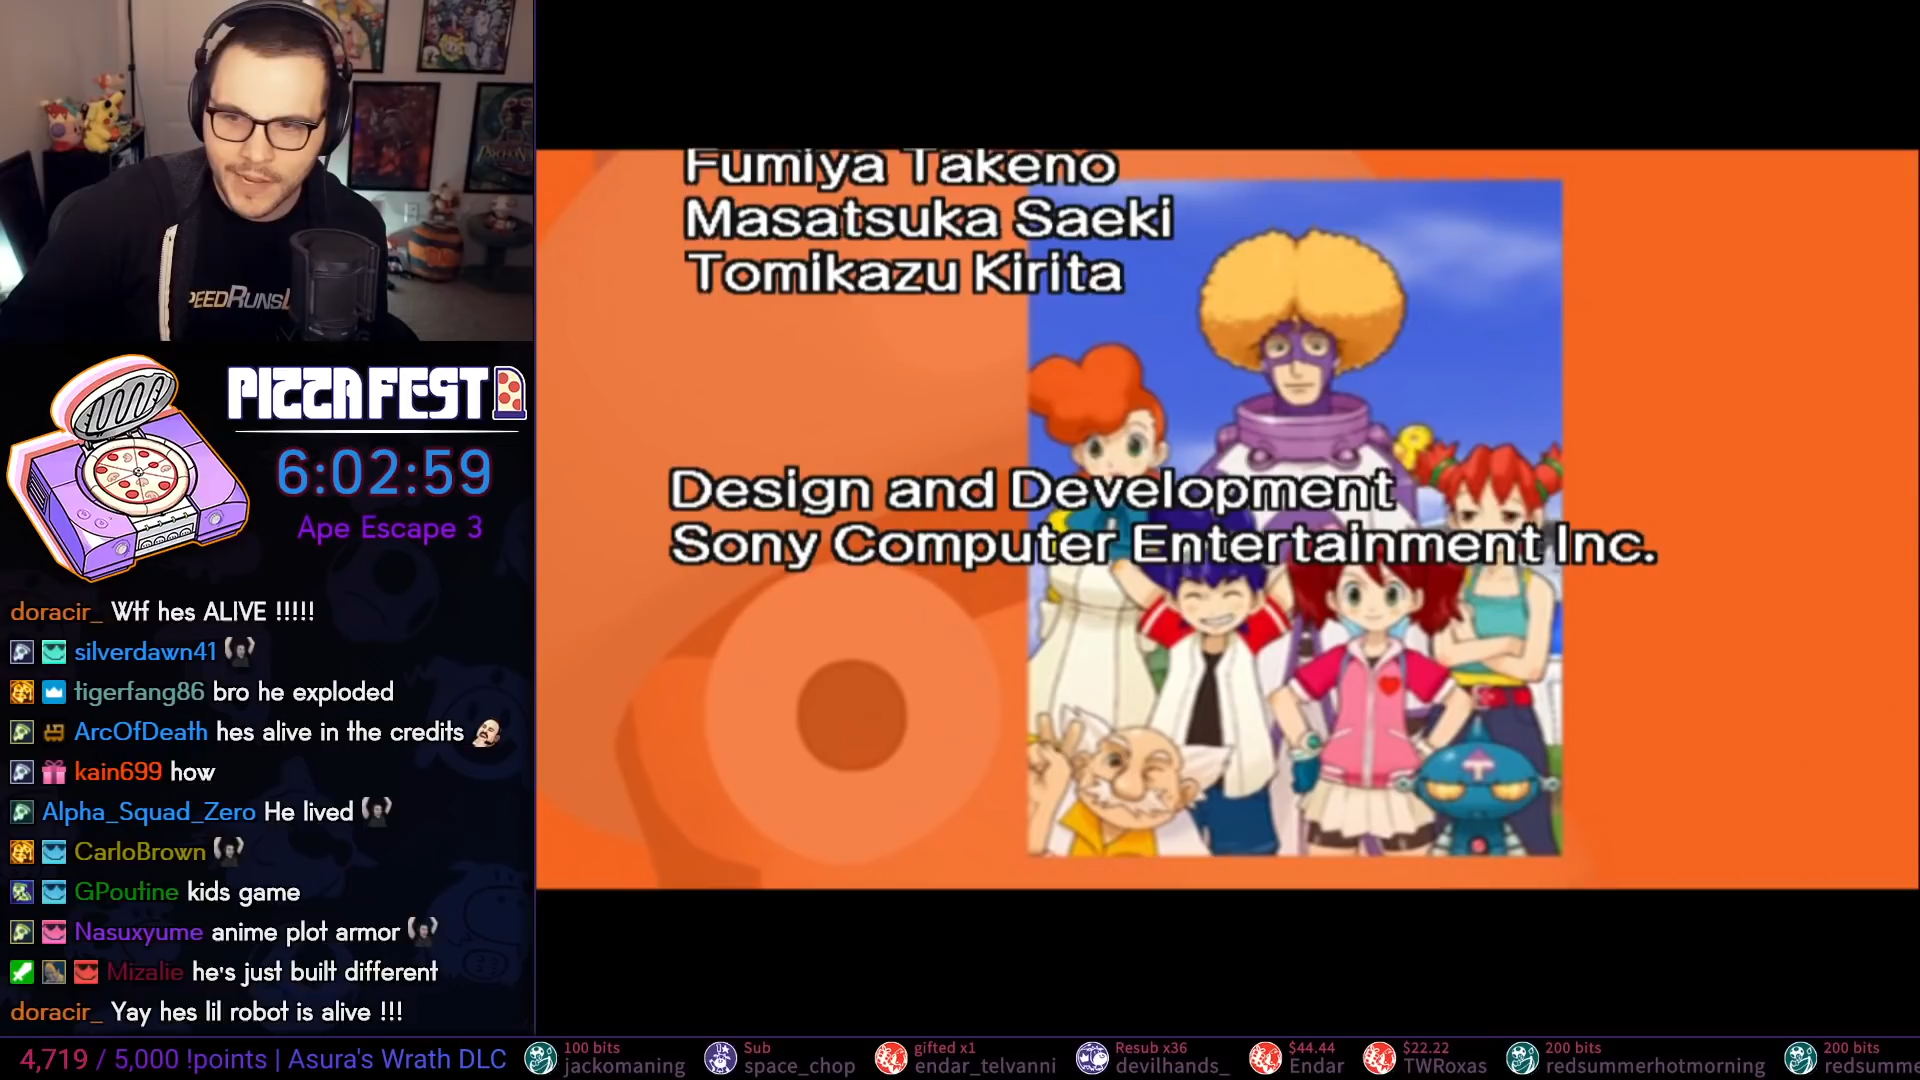 PEEDRUNSL
PIZZA FEST
6:02:59
Ape Escape 3
doracir_ Wtf hes ALIVE !!!!!
silverdawn41
tigerfang86 bro he exploded
ArcOfDeath hes alive in the credits
kain699 how
Alpha_Squad_Zero He lived
CarloBrown
GPoutine kids game
Nasuxyume anime plot armor
Mizalie he's just built different
doracir_ Yay hes lil robot is alive !!!
Fumiya Takeno
Masatsuka Saeki
Tomikazu Kirita
Design and Development
Sony Computer Entertainment Inc.
4,719 / 5,000 !points | Asura's Wrath DLC
100 bits
jackomaning
Sub
space_chop
gifted x1
endar_telvanni
Resub x36
devilhands_
$44.44
Endar
$22.22
TWRoxas
200 bits
redsummerhotmorning
200 bits
redsumme